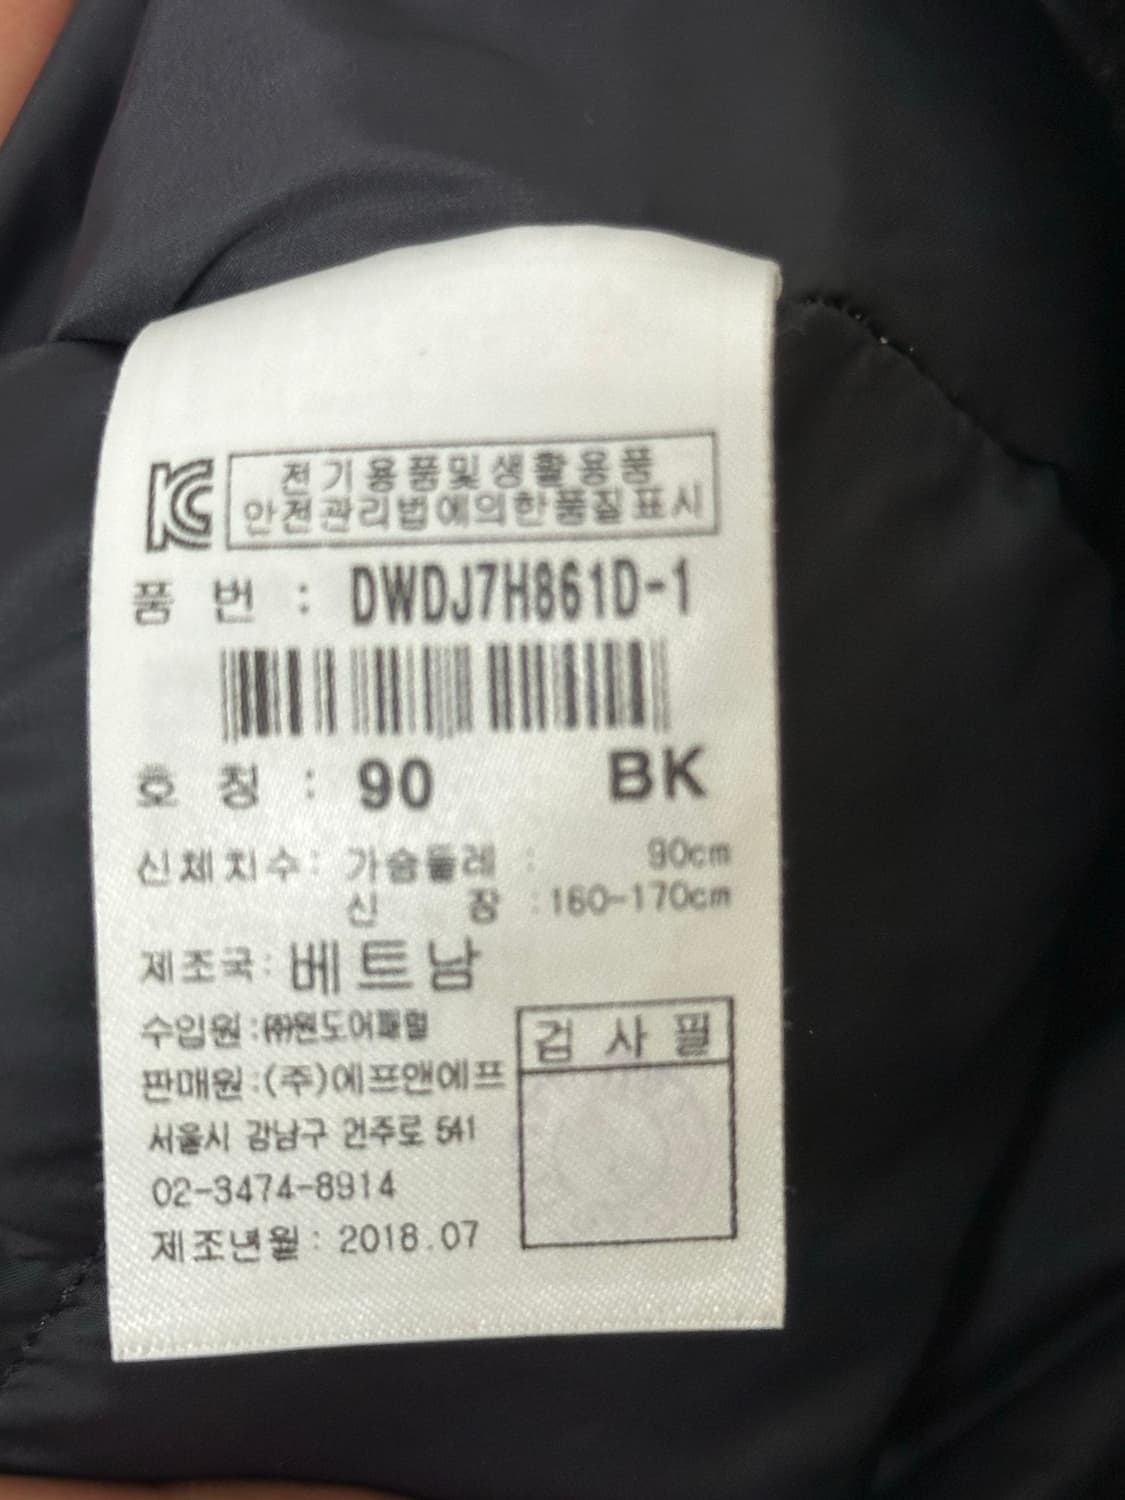 KC
전기용품및생활용품
안전관리법에의한품질표시
품 번 : DWDJ7H861D-1
호 칭 : 90 BK
신체치수: 가슴둘레 : 90cm
신 장 :160-170cm
제조국: 베트남
수입원:㈜원도어패럴
판매원:(주)에프앤에프
서울시 강남구 언주로 541
02-3474-8914
제조년월: 2018.07
검 사 필